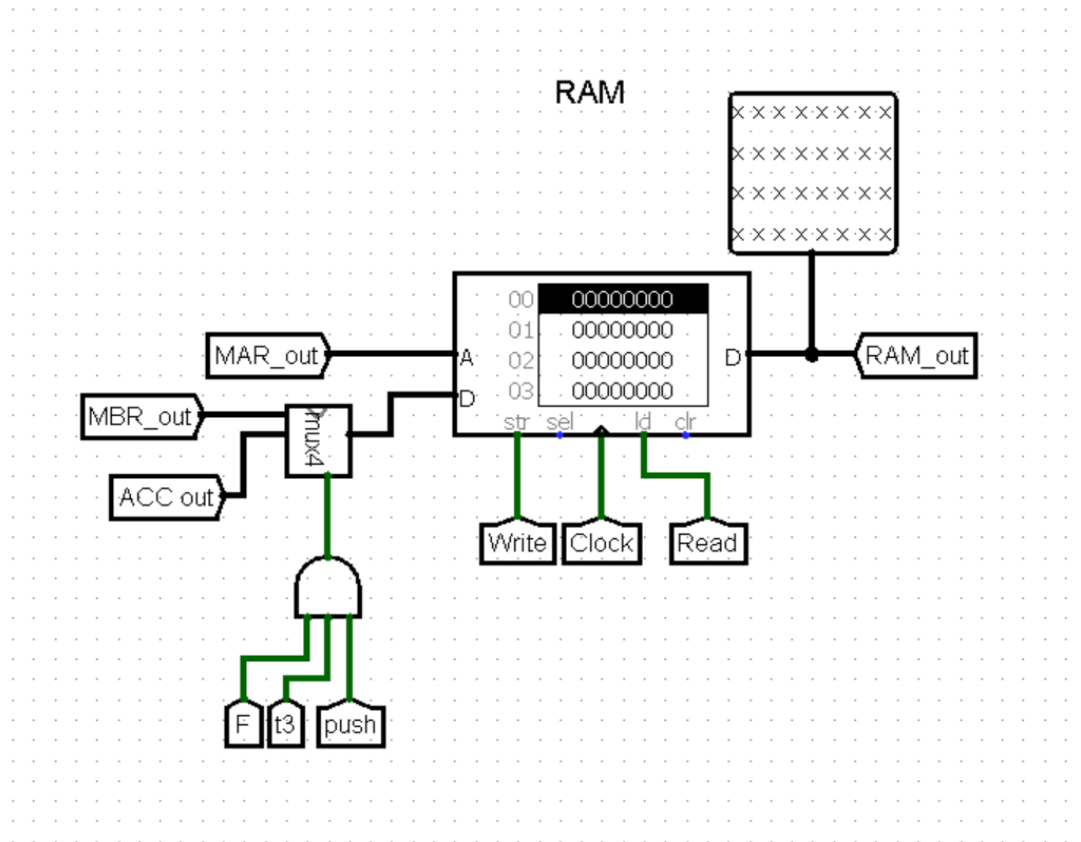 RAM
x x x x x x x x
x x x x x x x x
x x x x x x x x
x x x x x x x x
00 00000000
01 00000000
02 00000000
03 00000000
A
D
D
str sel ld clr
MAR_out
MBR_out
ACC out
mux4
RAM_out
Write
Clock
Read
F
t3
push